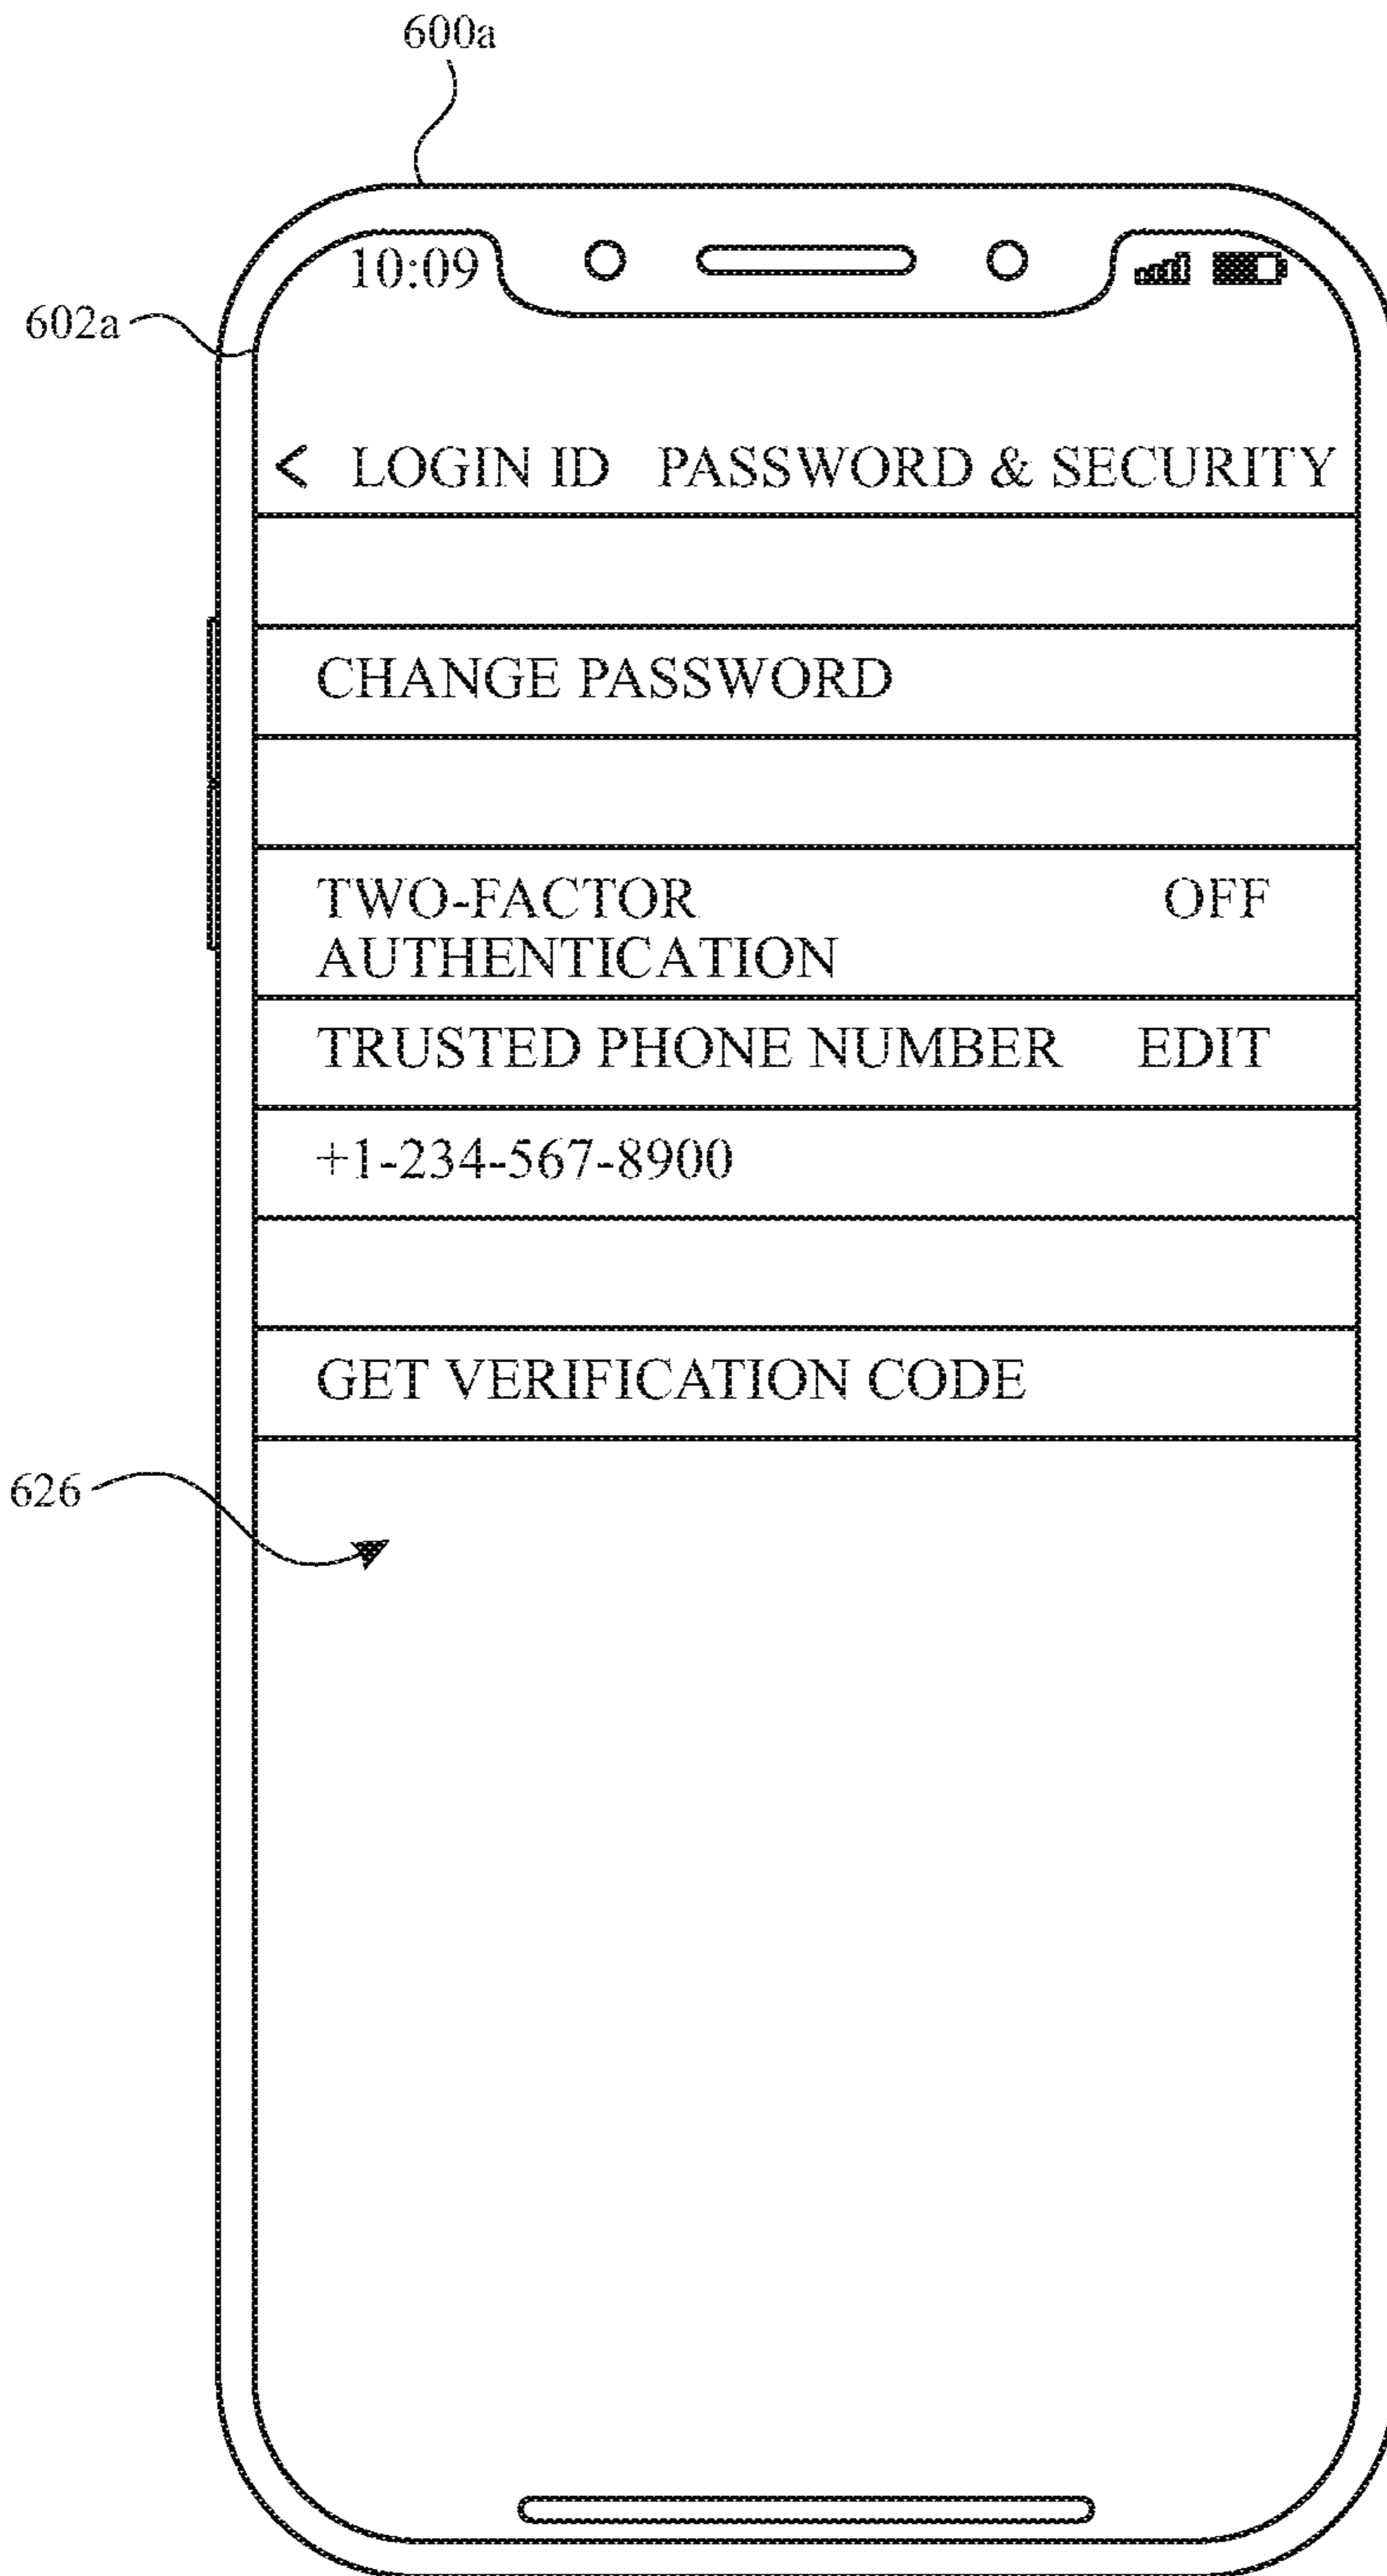 600a
10:09
602a
< LOGIN ID PASSWORD & SECURITY
CHANGE PASSWORD
TWO-FACTOR OFF
AUTHENTICATION
TRUSTED PHONE NUMBER EDIT
+1-234-567-8900
GET VERIFICATION CODE
626